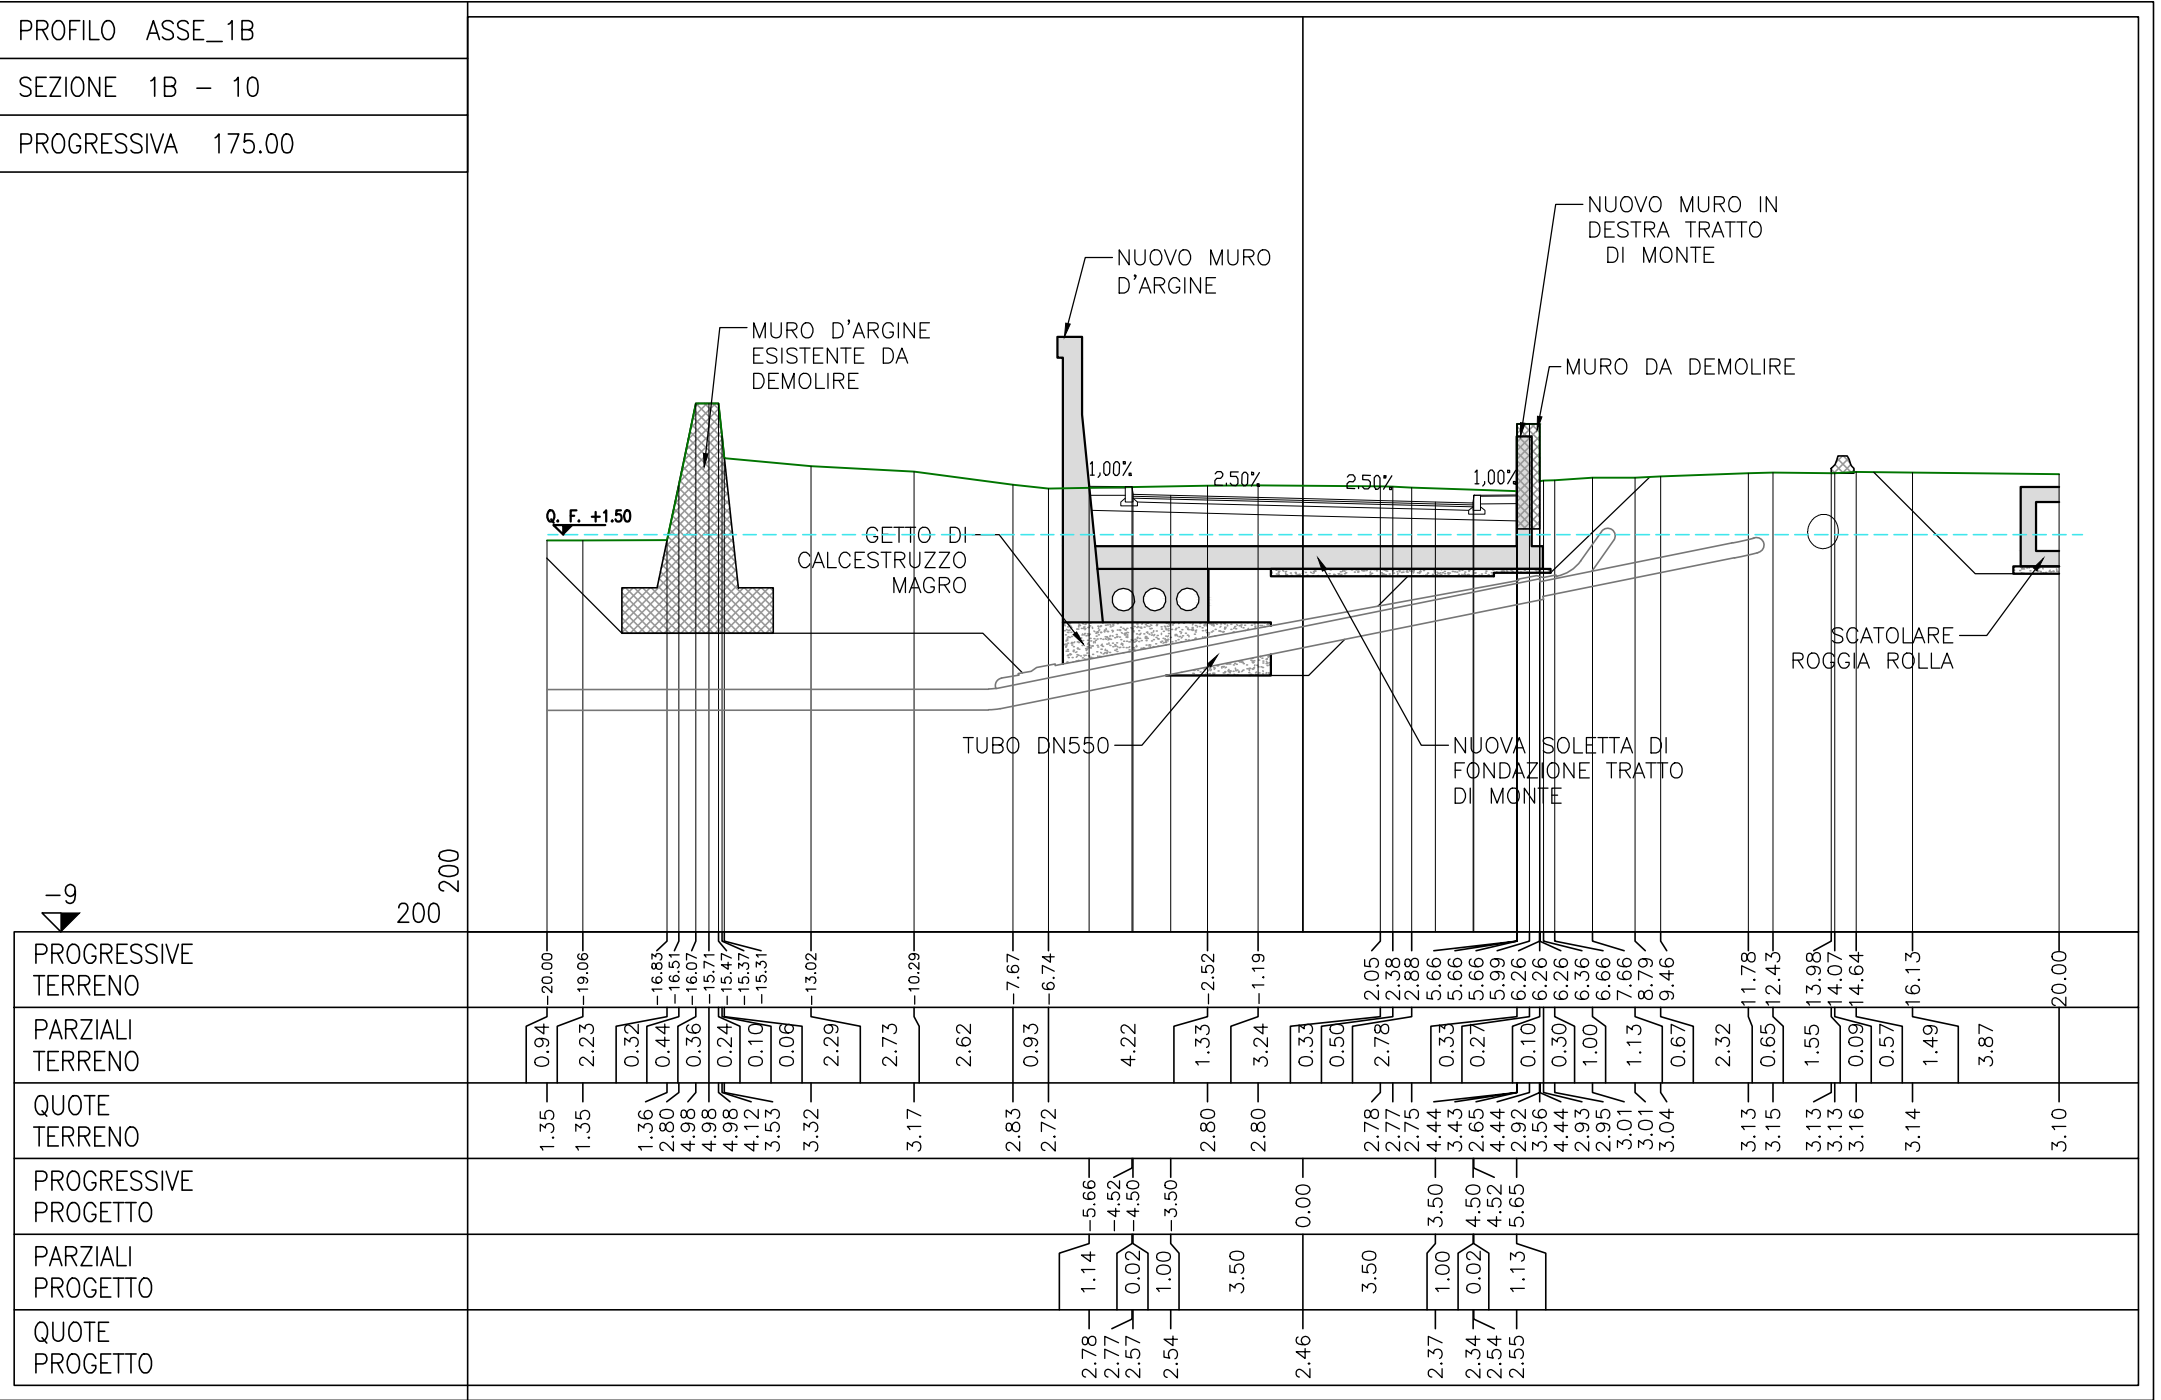 PROFILO ASSE_1B
SEZIONE 1B - 10
PROGRESSIVA 175.00
NUOVO MURO IN
DESTRA TRATTO
DI MONTE
NUOVO MURO
D'ARGINE
MURO D'ARGINE
ESISTENTE DA
DEMOLIRE
MURO DA DEMOLIRE
1,00%
2.50%
2.50%
1,00%
Q. F. +1.50
GETTO DI
CALCESTRUZZO
MAGRO
SCATOLARE
ROGGIA ROLLA
TUBO DN550
NUOVA SOLETTA DI
FONDAZIONE TRATTO
DI MONTE
-9
200
200
PROGRESSIVE
TERRENO
-20.00 -19.06 -16.83 -16.51 -16.07 -15.71 -15.47 -15.37 -15.31 -13.02 -10.29 -7.67 -6.74 -2.52 -1.19 2.05 2.38 2.88 5.66 5.66 5.66 5.99 6.26 6.26 6.26 6.36 6.66 7.66 8.79 9.46 11.78 12.43 13.98 14.07 14.64 16.13 20.00
PARZIALI
TERRENO
0.94 2.23 0.32 0.44 0.36 0.24 0.10 0.06 2.29 2.73 2.62 0.93 4.22 1.33 3.24 0.33 0.50 2.78 0.33 0.27 0.10 0.30 1.00 1.13 0.67 2.32 0.65 1.55 0.09 0.57 1.49 3.87
QUOTE
TERRENO
1.35 1.35 1.36 2.80 4.98 4.98 4.98 4.12 3.53 3.32 3.17 2.83 2.72 2.80 2.80 2.78 2.77 2.75 4.44 3.43 2.65 4.44 2.92 3.56 4.44 2.93 2.95 3.01 3.01 3.04 3.13 3.15 3.13 3.13 3.16 3.14 3.10
PROGRESSIVE
PROGETTO
-5.66 -4.52 -4.50 -3.50 0.00 3.50 4.50 4.52 5.65
PARZIALI
PROGETTO
1.14 0.02 1.00 3.50 3.50 1.00 0.02 1.13
QUOTE
PROGETTO
2.78 2.77 2.57 2.54 2.46 2.37 2.34 2.54 2.55